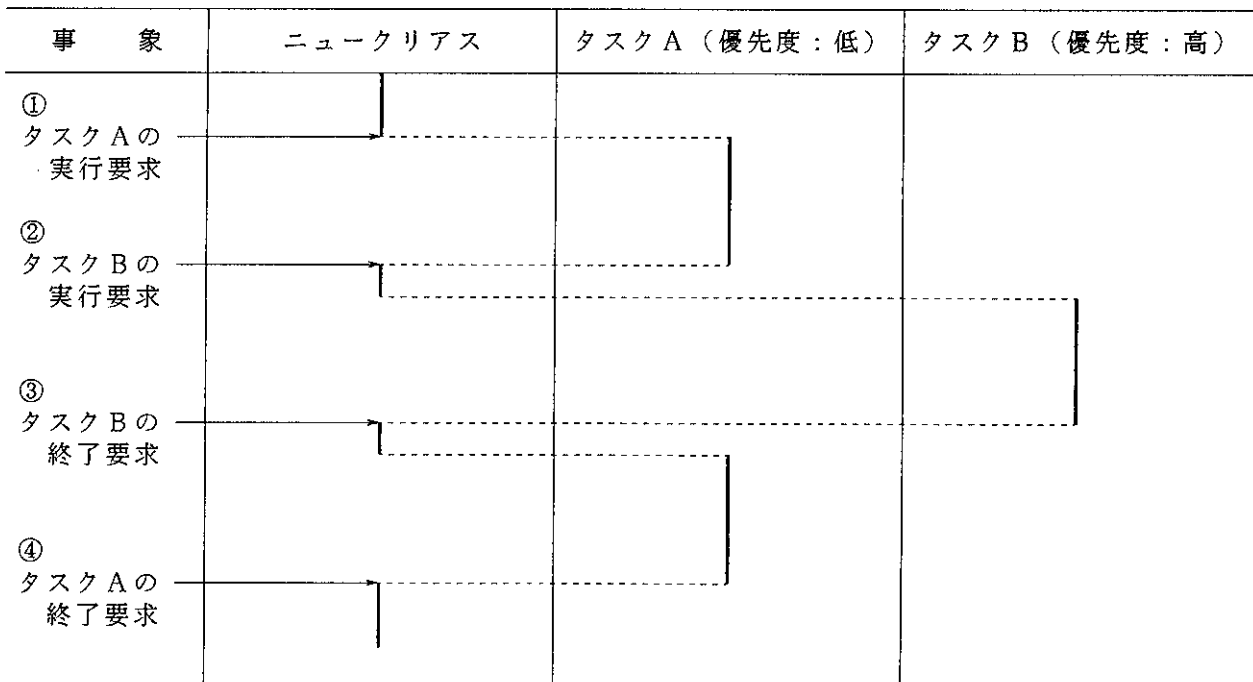 事 象 ニュークリアス タスクA（優先度：低） タスクB（優先度：高）
①
タスクAの
実行要求
②
タスクBの
実行要求
③
タスクBの
終了要求
④
タスクAの
終了要求